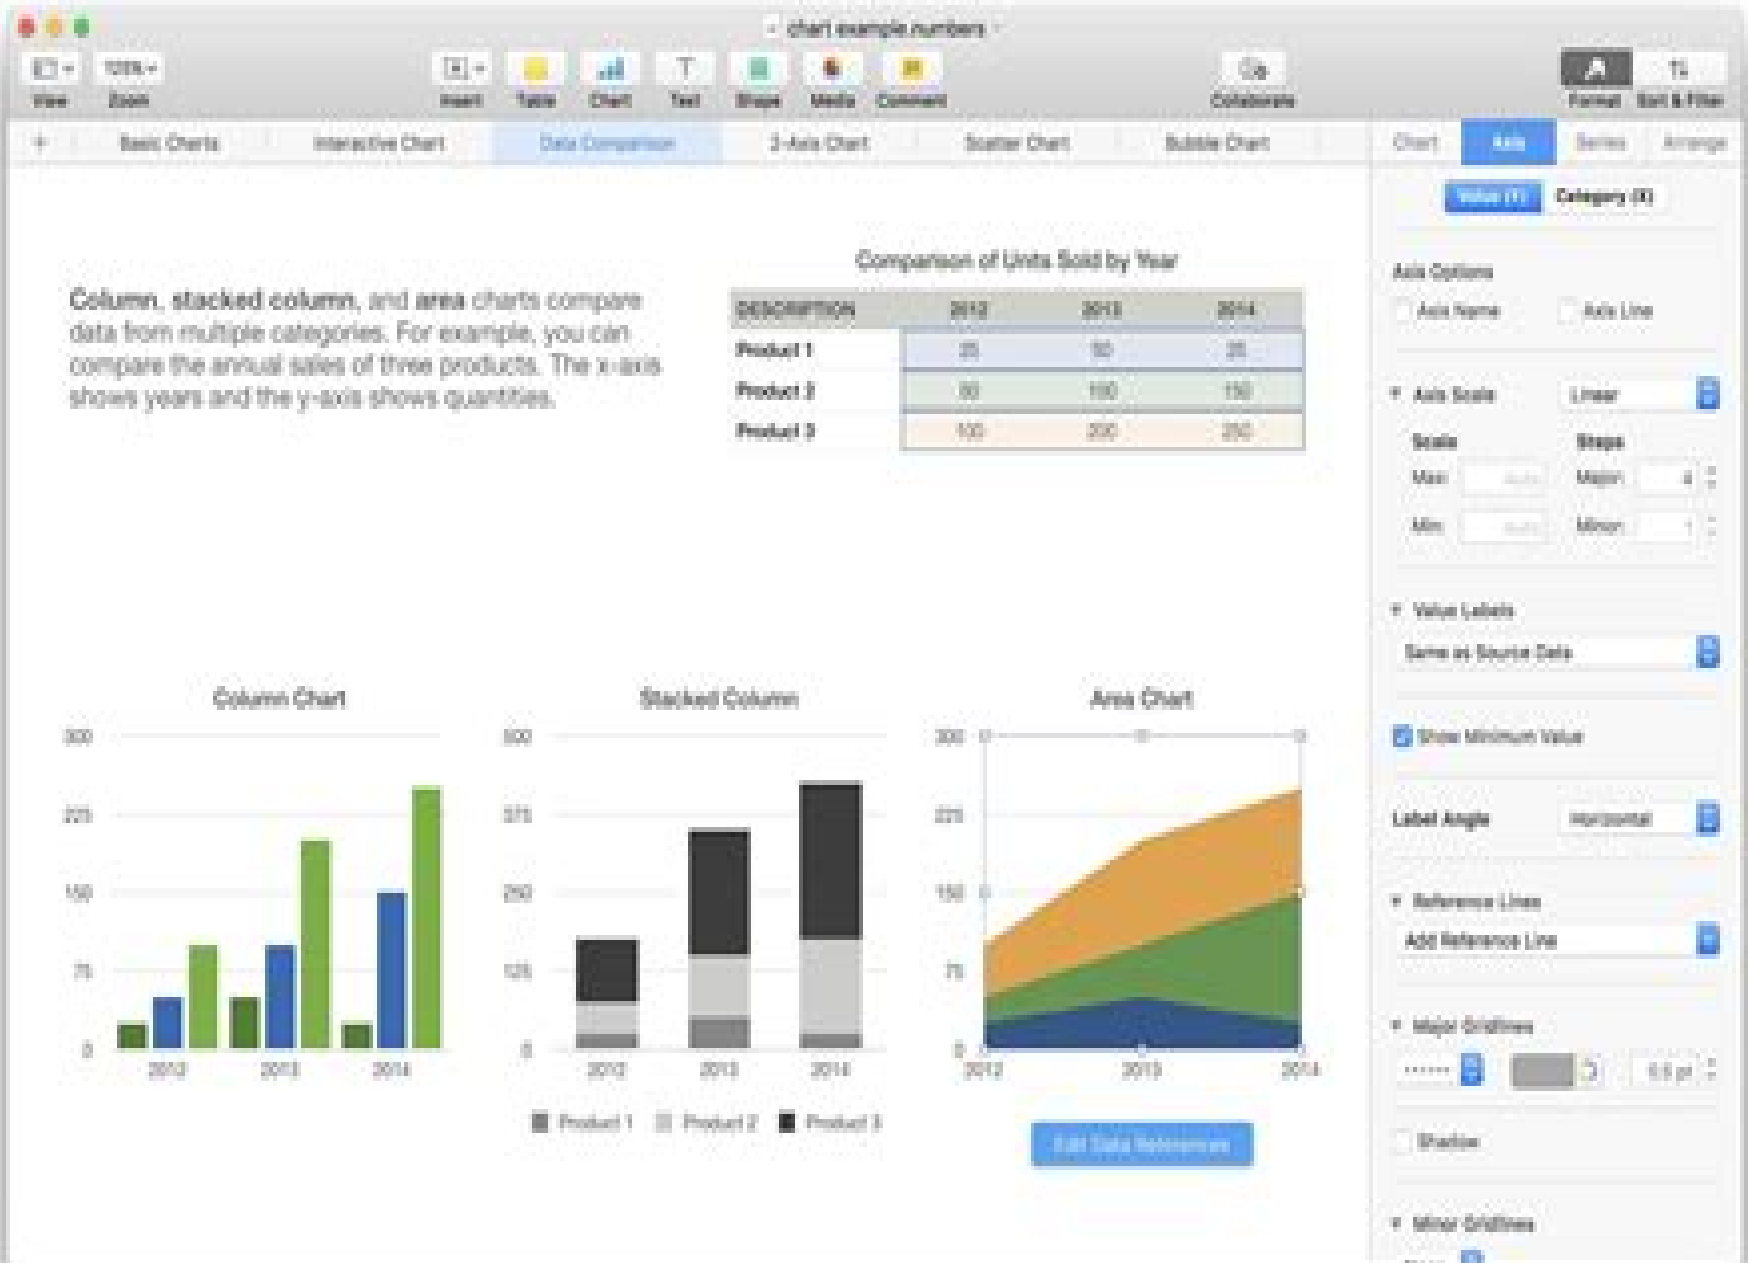 chart example.numbers
View
125%
Zoom
Insert
Table
Chart
T
Text
Shape
Media
Comment
Collaborate
Format
Sort & Filter
+
Basic Charts
Interactive Chart
Data Comparison
2-Axis Chart
Scatter Chart
Bubble Chart
Chart
Axis
Series
Arrange
Value (Y)
Category (X)
Column, stacked column, and area charts compare
data from multiple categories. For example, you can
compare the annual sales of three products. The x-axis
shows years and the y-axis shows quantities.
Comparison of Units Sold by Year
DESCRIPTION 2012 2013 2014
Product 1 25 50 25
Product 2 50 100 150
Product 3 100 200 250
Column Chart
300
225
150
75
0
2012 2013 2014
Stacked Column
500
375
250
125
0
2012 2013 2014
Product 1 Product 2 Product 3
Area Chart
300
225
150
75
0
2012 2013 2014
Edit Data References
Axis Options
Axis Name Axis Line
Axis Scale Linear
Scale Steps
Max: Auto Major: 4
Min: Auto Minor: 1
Value Labels
Same as Source Data
Show Minimum Value
Label Angle Horizontal
Reference Lines
Add Reference Line
Major Gridlines
0.5 pt
Shadow
Minor Gridlines